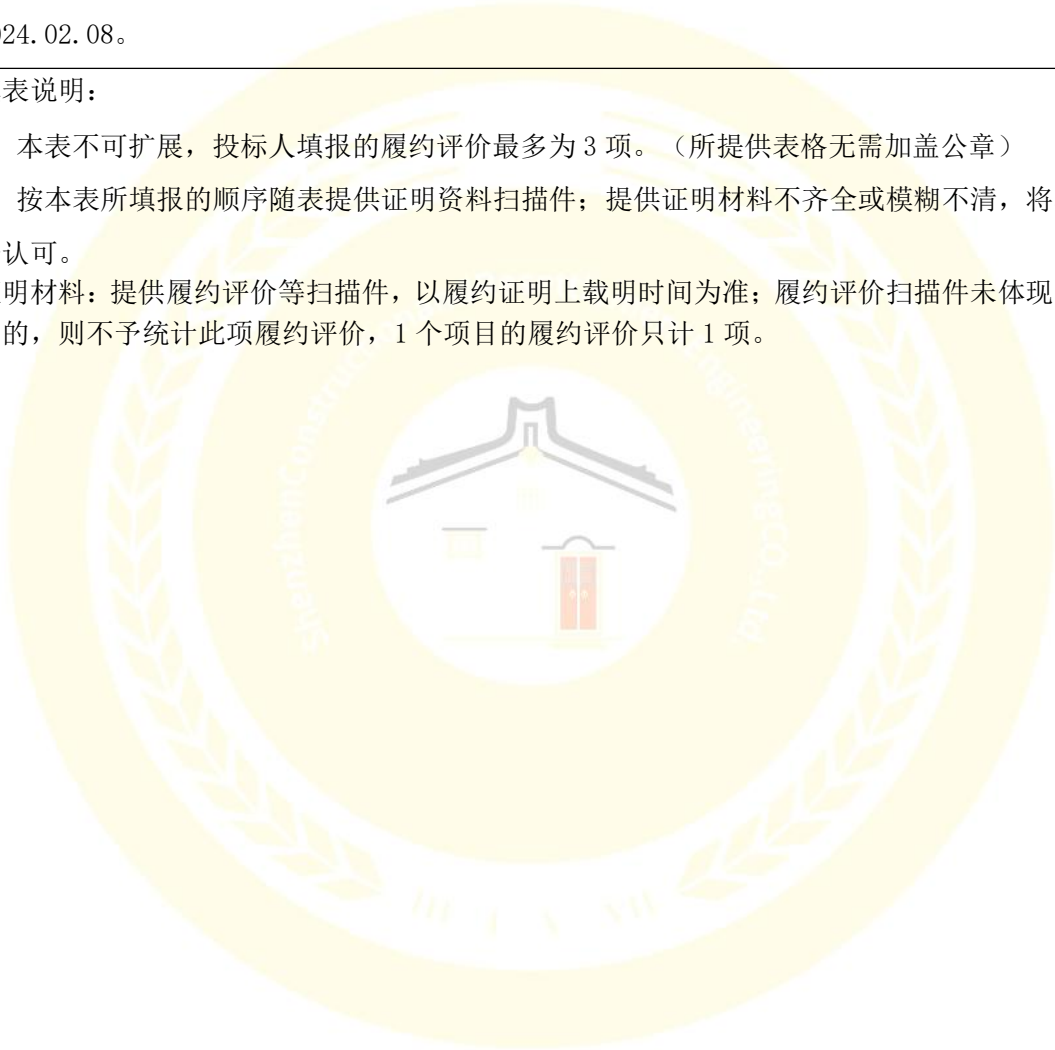 024.02.08。
表说明：
本表不可扩展，投标人填报的履约评价最多为 3 项。（所提供表格无需加盖公章）
按本表所填报的顺序随表提供证明资料扫描件；提供证明材料不齐全或模糊不清，将
认可。
明材料：提供履约评价等扫描件，以履约证明上载明时间为准；履约评价扫描件未体现
的，则不予统计此项履约评价，1 个项目的履约评价只计 1 项。